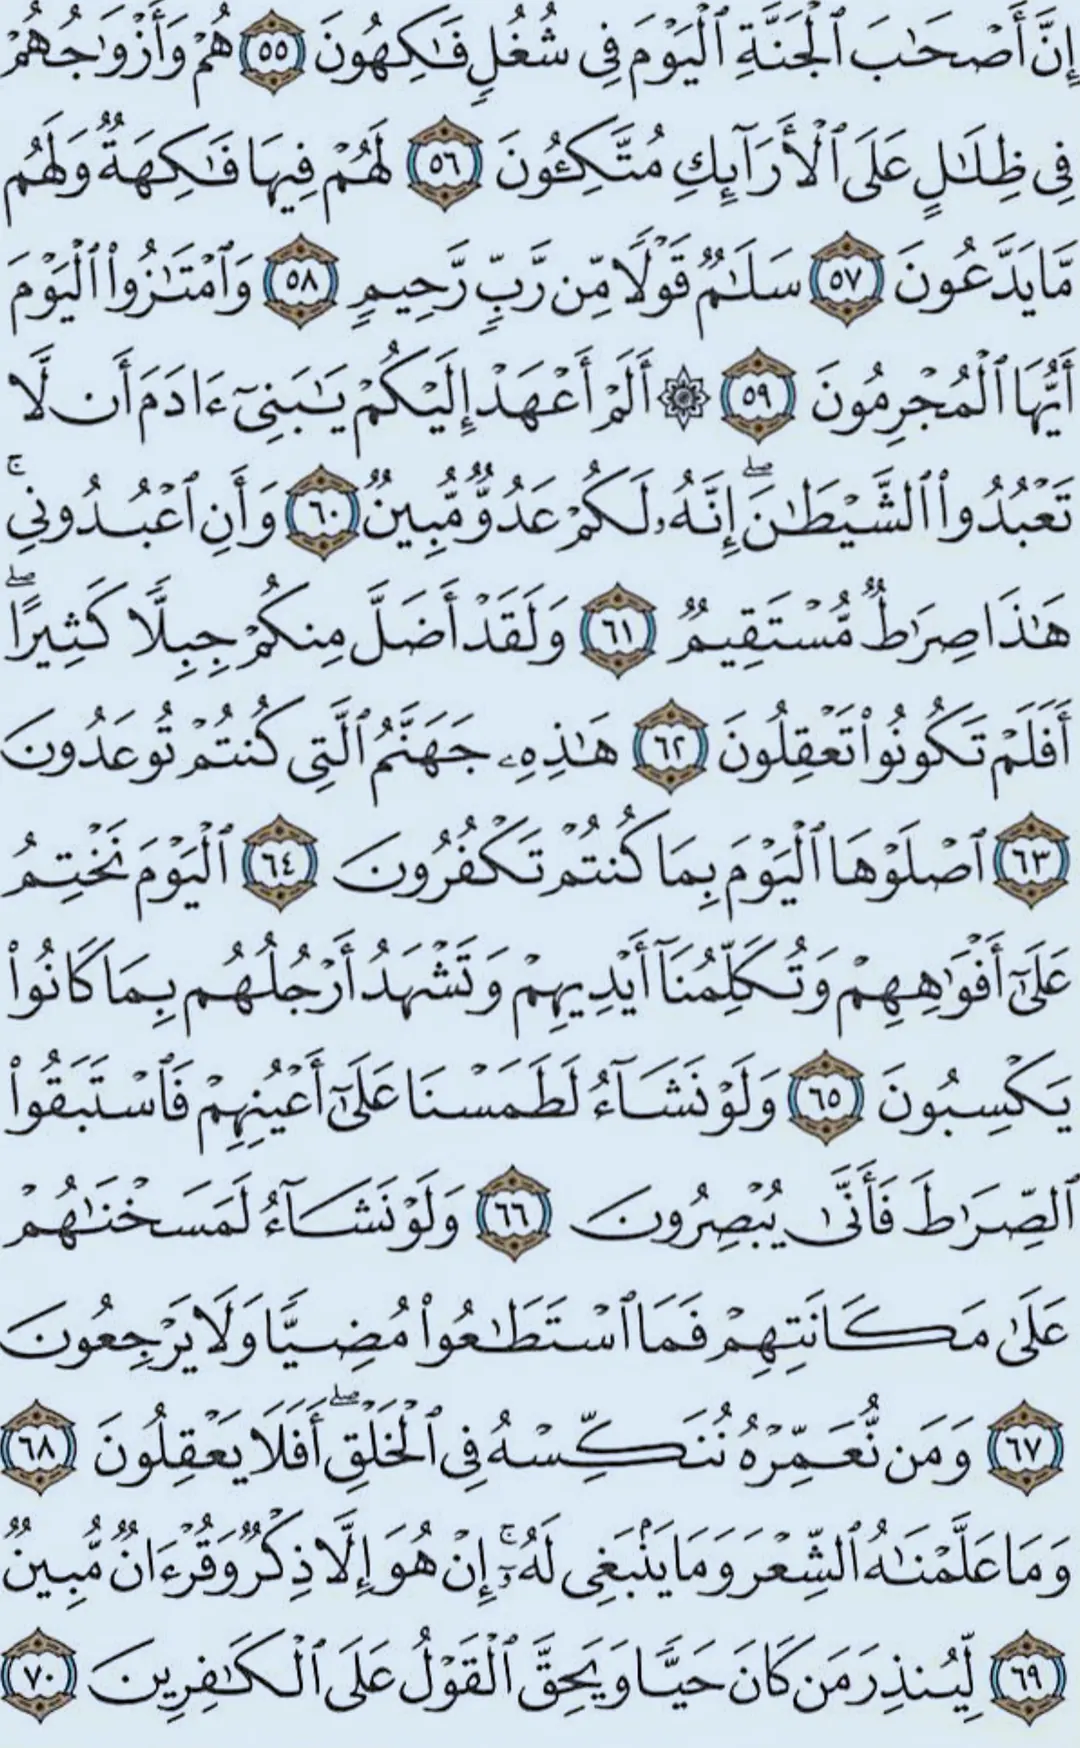 إِنَّ أَصْحَٰبَ ٱلْجَنَّةِ ٱلْيَوْمَ فِى شُغُلٍ فَٰكِهُونَ ٥٥ هُمْ وَأَزْوَٰجُهُمْ
فِى ظِلَٰلٍ عَلَى ٱلْأَرَآئِكِ مُتَّكِـُٔونَ ٥٦ لَهُمْ فِيهَا فَٰكِهَةٌ وَلَهُم
مَّا يَدَّعُونَ ٥٧ سَلَٰمٌ قَوْلًا مِّن رَّبٍّ رَّحِيمٍ ٥٨ وَٱمْتَٰزُوا۟ ٱلْيَوْمَ
أَيُّهَا ٱلْمُجْرِمُونَ ٥٩ ۞ أَلَمْ أَعْهَدْ إِلَيْكُمْ يَٰبَنِىٓ ءَادَمَ أَن لَّا
تَعْبُدُوا۟ ٱلشَّيْطَٰنَ ۖ إِنَّهُۥ لَكُمْ عَدُوٌّ مُّبِينٌ ٦٠ وَأَنِ ٱعْبُدُونِى ۚ
هَٰذَا صِرَٰطٌ مُّسْتَقِيمٌ ٦١ وَلَقَدْ أَضَلَّ مِنكُمْ جِبِلًّا كَثِيرًا ۖ
أَفَلَمْ تَكُونُوا۟ تَعْقِلُونَ ٦٢ هَٰذِهِۦ جَهَنَّمُ ٱلَّتِى كُنتُمْ تُوعَدُونَ
٦٣ ٱصْلَوْهَا ٱلْيَوْمَ بِمَا كُنتُمْ تَكْفُرُونَ ٦٤ ٱلْيَوْمَ نَخْتِمُ
عَلَىٰٓ أَفْوَٰهِهِمْ وَتُكَلِّمُنَآ أَيْدِيهِمْ وَتَشْهَدُ أَرْجُلُهُم بِمَا كَانُوا۟
يَكْسِبُونَ ٦٥ وَلَوْ نَشَآءُ لَطَمَسْنَا عَلَىٰٓ أَعْيُنِهِمْ فَٱسْتَبَقُوا۟
ٱلصِّرَٰطَ فَأَنَّىٰ يُبْصِرُونَ ٦٦ وَلَوْ نَشَآءُ لَمَسَخْنَٰهُمْ
عَلَىٰ مَكَانَتِهِمْ فَمَا ٱسْتَطَٰعُوا۟ مُضِيًّا وَلَا يَرْجِعُونَ
٦٧ وَمَن نُّعَمِّرْهُ نُنَكِّسْهُ فِى ٱلْخَلْقِ ۖ أَفَلَا يَعْقِلُونَ ٦٨
وَمَا عَلَّمْنَٰهُ ٱلشِّعْرَ وَمَا يَنۢبَغِى لَهُۥٓ ۚ إِنْ هُوَ إِلَّا ذِكْرٌ وَقُرْءَانٌ مُّبِينٌ
٦٩ لِّيُنذِرَ مَن كَانَ حَيًّا وَيَحِقَّ ٱلْقَوْلُ عَلَى ٱلْكَٰفِرِينَ ٧٠